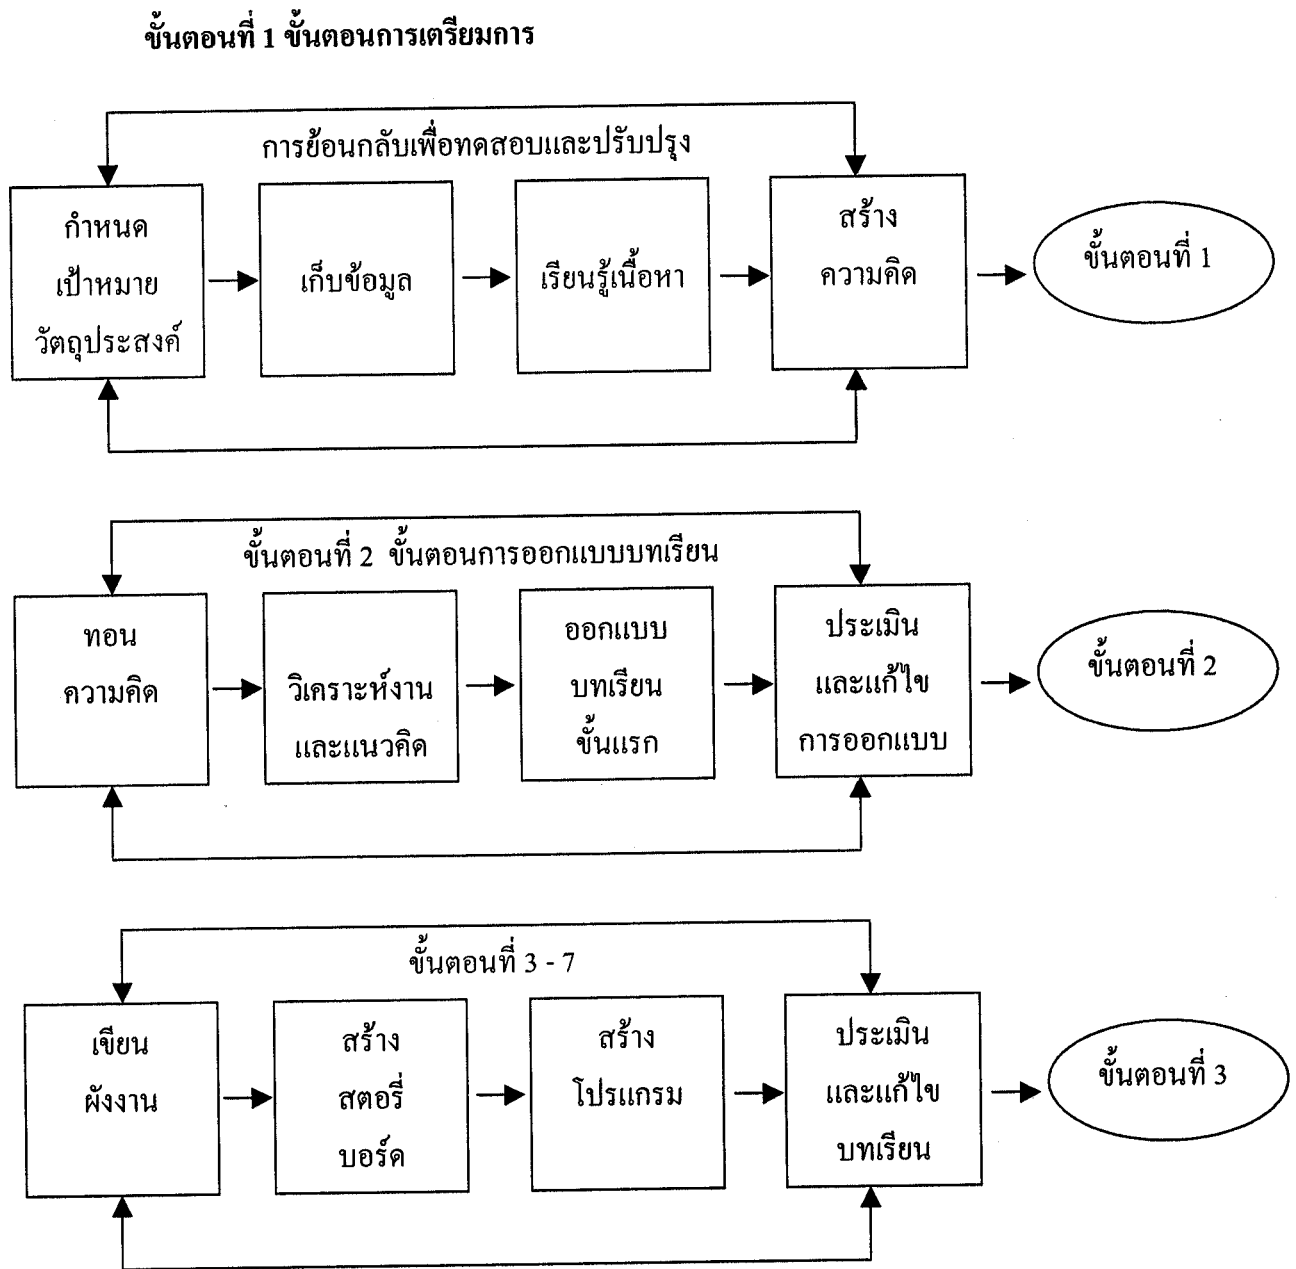 ขั้นตอนที่ 1 ขั้นตอนการเตรียมการ
การย้อนกลับเพื่อทดสอบและปรับปรุง
กำหนด
เป้าหมาย
วัตถุประสงค์
เก็บข้อมูล
เรียนรู้เนื้อหา
สร้าง
ความคิด
ขั้นตอนที่ 1
ขั้นตอนที่ 2 ขั้นตอนการออกแบบบทเรียน
ทอน
ความคิด
วิเคราะห์งาน
และแนวคิด
ออกแบบ
บทเรียน
ขั้นแรก
ประเมิน
และแก้ไข
การออกแบบ
ขั้นตอนที่ 2
ขั้นตอนที่ 3 - 7
เขียน
ผังงาน
สร้าง
สตอรี่
บอร์ด
สร้าง
โปรแกรม
ประเมิน
และแก้ไข
บทเรียน
ขั้นตอนที่ 3